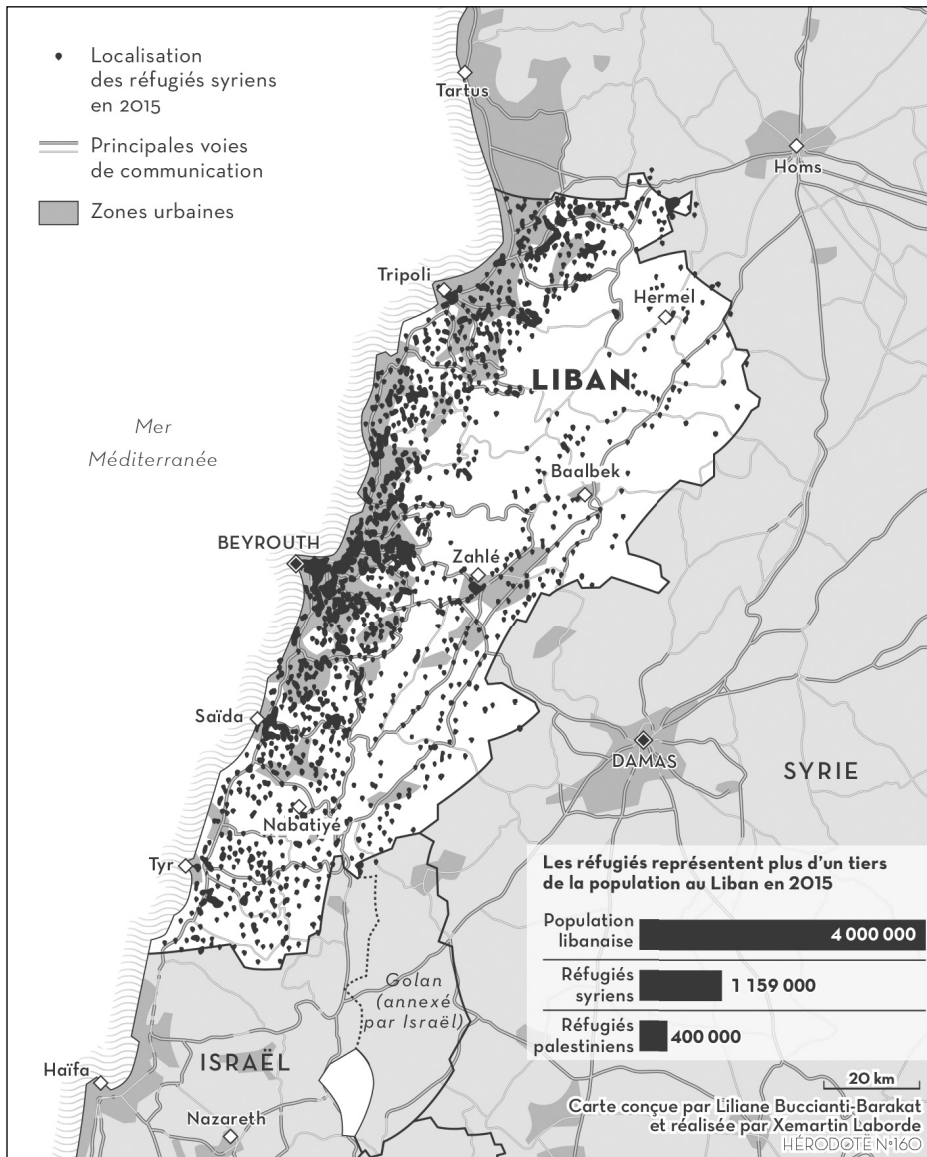 Localisation
des réfugiés syriens
en 2015
Principales voies
de communication
Zones urbaines
Tartus
Homs
Tripoli
Hermel
LIBAN
Mer
Méditerranée
Baalbek
BEYROUTH
Zahlé
Saïda
DAMAS
SYRIE
Nabatiyé
Tyr
Golan
(annexé
par Israël)
ISRAËL
Haïfa
Nazareth
Les réfugiés représentent plus d'un tiers
de la population au Liban en 2015
Population
libanaise
4 000 000
Réfugiés
syriens
1 159 000
Réfugiés
palestiniens
400 000
20 km
Carte conçue par Liliane Buccianti-Barakat
et réalisée par Xemartin Laborde
HÉRODOTE N°160